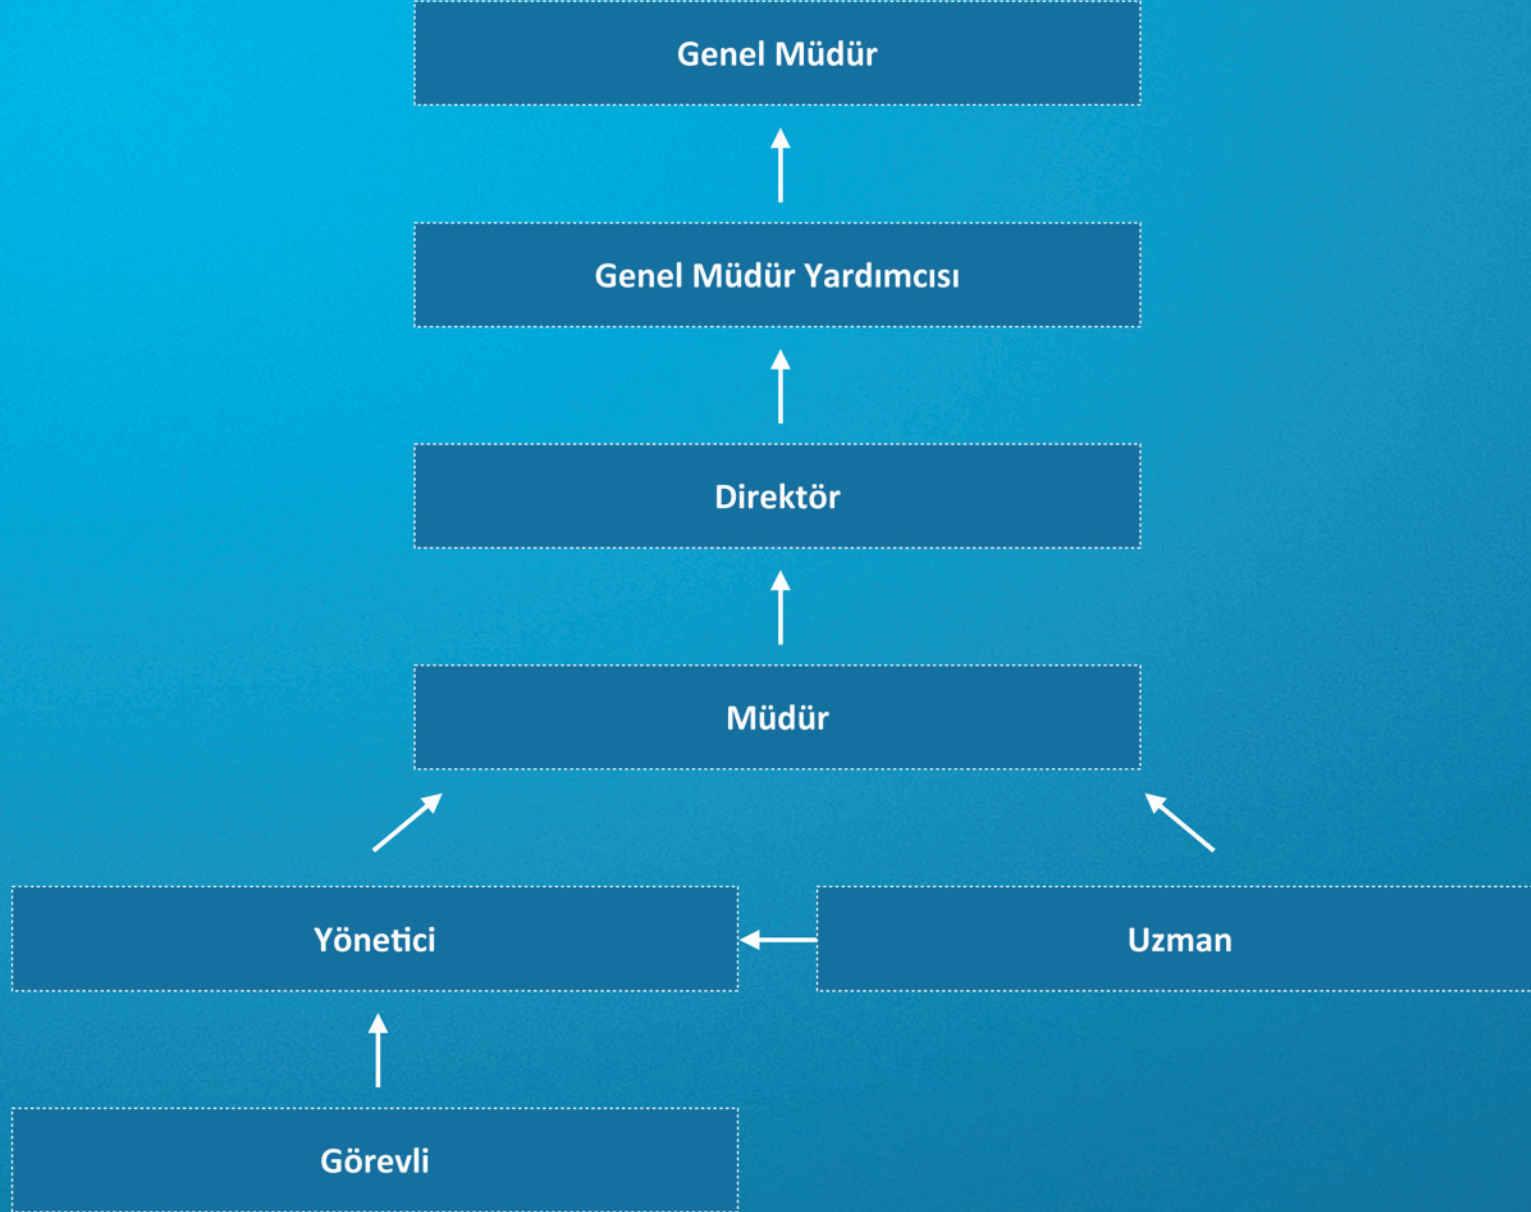 Genel Müdür
Genel Müdür Yardımcısı
Direktör
Müdür
Yönetici
Uzman
Görevli